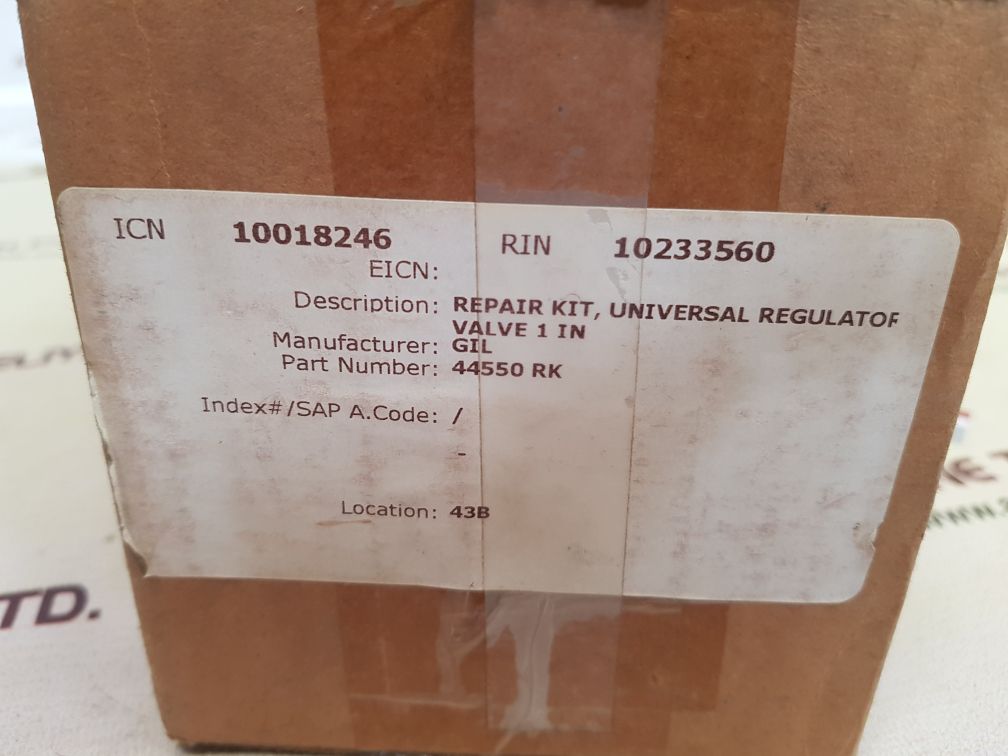 ICN 10018246 RIN 10233560
EICN:
Description: REPAIR KIT, UNIVERSAL REGULATOR
VALVE 1 IN
Manufacturer: GIL
Part Number: 44550 RK
Index#/SAP A.Code: /
-
Location: 43B
TD.